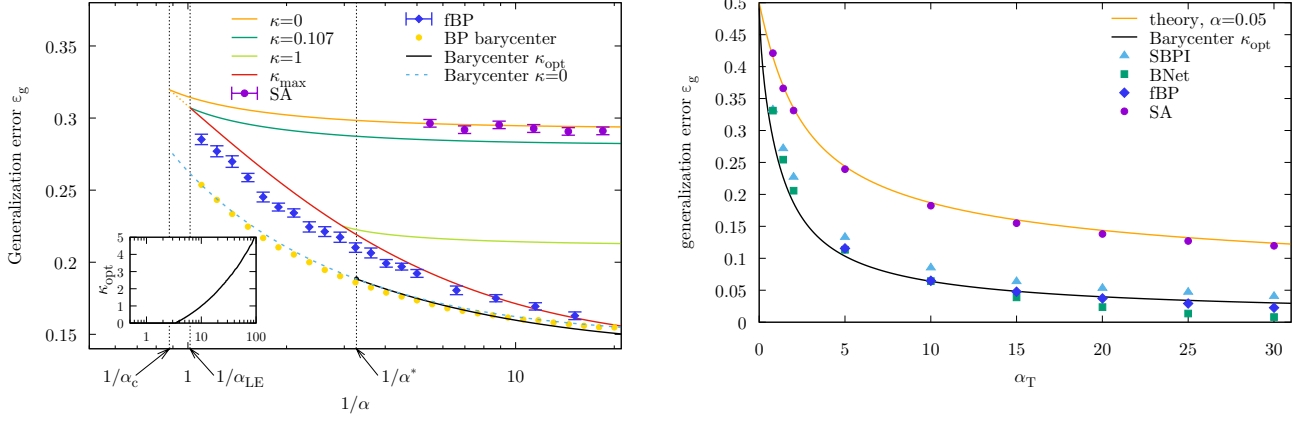 0.35
0.3
0.25
0.2
0.15
Generalization error ε_g
κ=0
κ=0.107
κ=1
κ_max
SA
fBP
BP barycenter
Barycenter κ_opt
Barycenter κ=0
5
4
3
2
1
0
κ_opt
1
10
100
1/α_c
1
1/α_LE
1/α*
10
1/α
0.5
0.45
0.4
0.35
0.3
0.25
0.2
0.15
0.1
0.05
0
generalization error ε_g
theory, α=0.05
Barycenter κ_opt
SBPI
BNet
fBP
SA
0
5
10
15
20
25
30
α_T